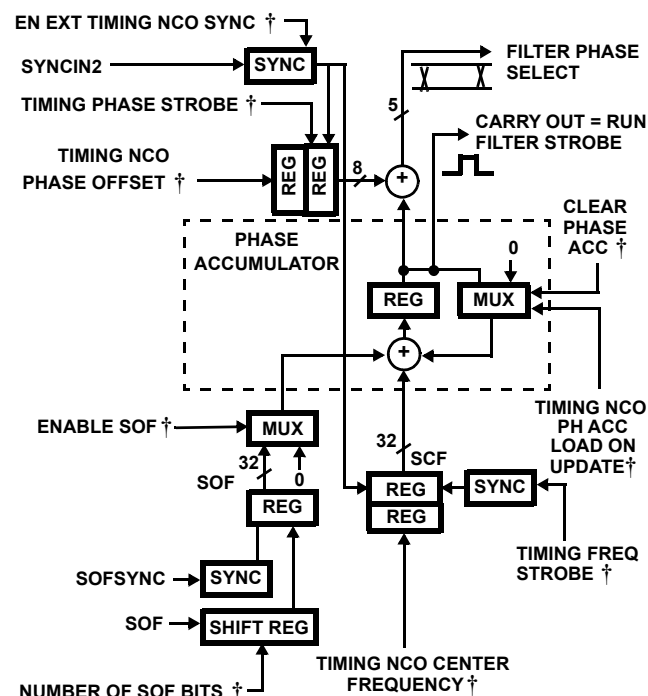 EN EXT TIMING NCO SYNC †
SYNCIN2
SYNC
TIMING PHASE STROBE †
TIMING NCO
PHASE OFFSET †
REG
REG
8
+
5
FILTER PHASE
SELECT
CARRY OUT = RUN
FILTER STROBE
CLEAR
PHASE
ACC †
PHASE
ACCUMULATOR
0
REG
MUX
+
TIMING NCO
PH ACC
LOAD ON
UPDATE†
ENABLE SOF †
MUX
32
SOF
0
REG
32
SCF
REG
REG
SYNC
TIMING FREQ
STROBE †
SOFSYNC
SYNC
SOF
SHIFT REG
TIMING NCO CENTER
FREQUENCY†
NUMBER OF SOF BITS †